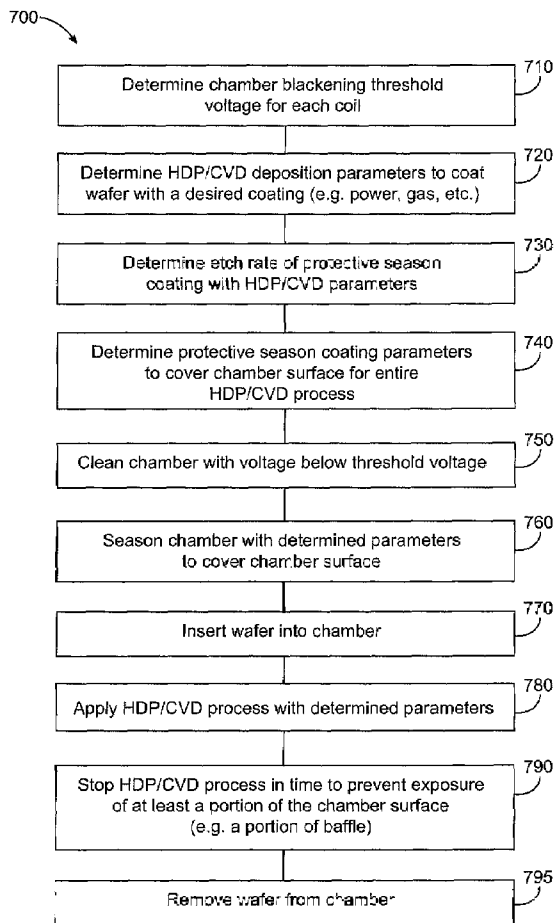 700
710
Determine chamber blackening threshold
voltage for each coil
720
Determine HDP/CVD deposition parameters to coat
wafer with a desired coating (e.g. power, gas, etc.)
730
Determine etch rate of protective season
coating with HDP/CVD parameters
740
Determine protective season coating parameters
to cover chamber surface for entire
HDP/CVD process
750
Clean chamber with voltage below threshold voltage
760
Season chamber with determined parameters
to cover chamber surface
770
Insert wafer into chamber
780
Apply HDP/CVD process with determined parameters
790
Stop HDP/CVD process in time to prevent exposure
of at least a portion of the chamber surface
(e.g. a portion of baffle)
795
Remove wafer from chamber